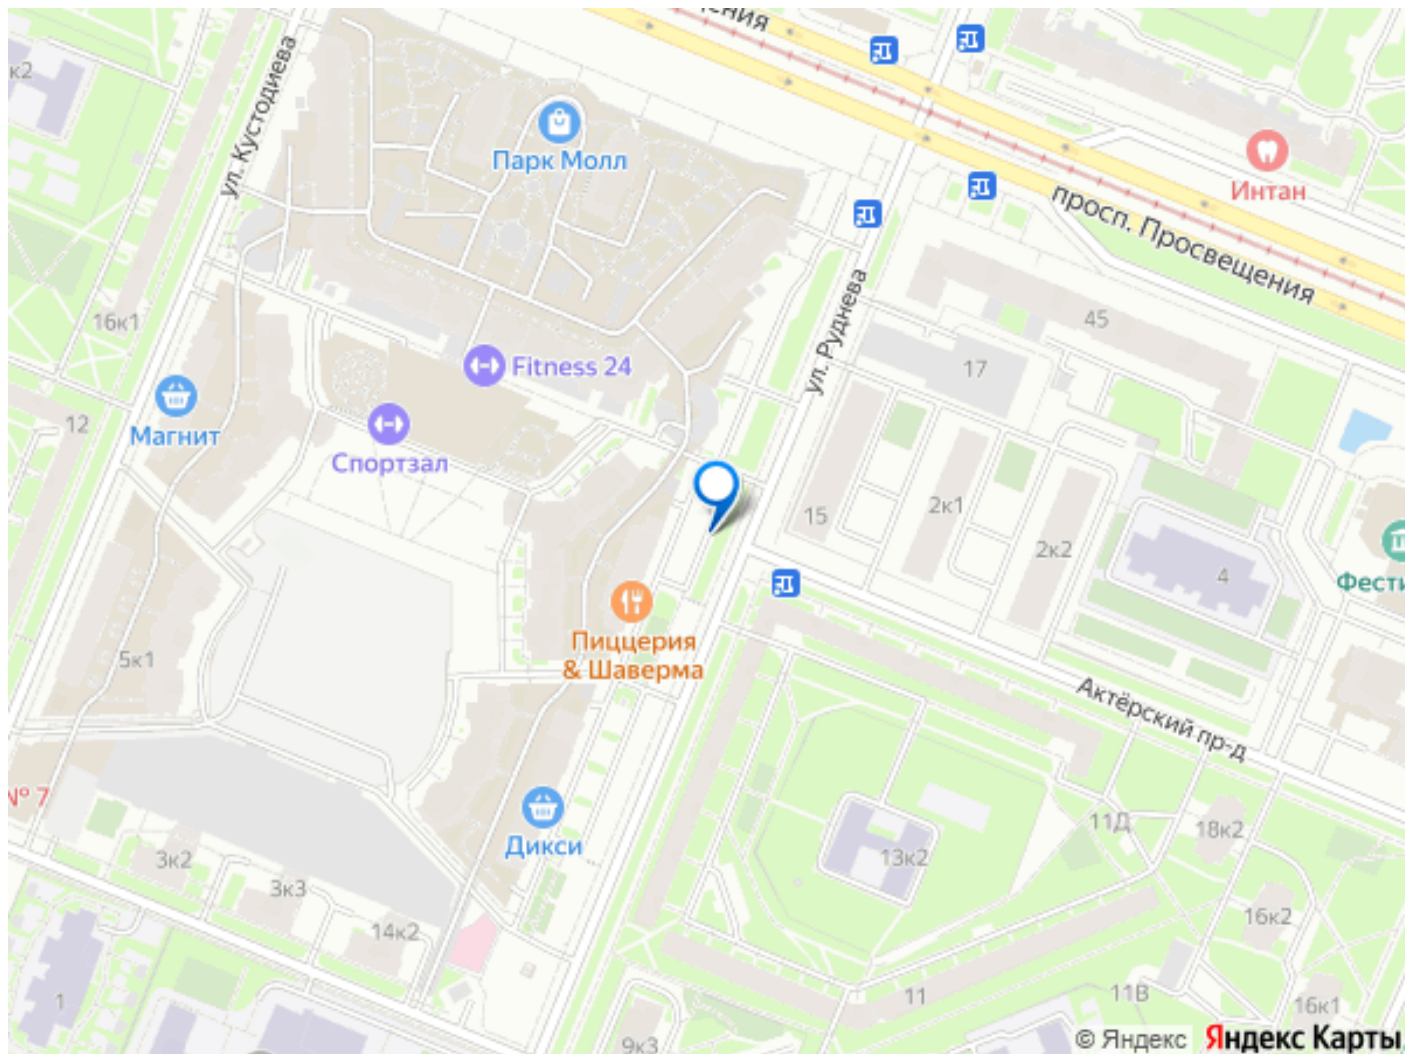 ения
к2
ул. Кустодиева
Парк Молл
Интан
просп. Просвещения
ул. Руднева
45
16к1
17
Fitness 24
12
Магнит
Спортзал
15
2к1
2к2
4
Фести
Пиццерия
& Шаверма
5к1
Актёрский пр-д
№ 7
11Д
18к2
Дикси
13к2
3к2
3к3
14к2
16к2
1
11
11В
16к1
9к3
© Яндекс Яндекс Карты